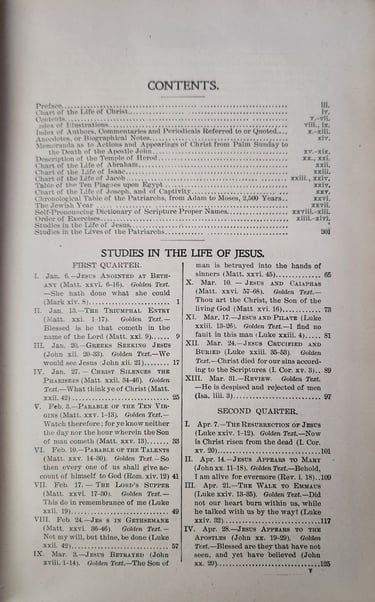 CONTENTS.
Preface iii.
Chart of the Life of Christ iv.
Contents v.-vii.
Index of Illustrations viii., ix.
Index of Authors, Commentaries and Periodicals Referred to or Quoted x.-xiii.
Anecdotes, or Biographical Notes xiv.
Memoranda as to Actions and Appearings of Christ from Palm Sunday to
the Death of the Apostle John xv.-xix.
Description of the Temple of Herod xx., xxi.
Chart of the Life of Abraham xxii.
Chart of the Life of Isaac xxiii.
Chart of the Life of Jacob xxiii., xxiv.
Table of the Ten Plagues upon Egypt xxiv.
Chart of the Life of Joseph, and of Captivity xxv.
Chronological Table of the Patriarchs, from Adam to Moses, 2,500 Years xxvi.
The Jewish Year xxvii.
Self-Pronouncing Dictionary of Scripture Proper Names xxviii.-xlii.
Order of Exercises xliii.-xlvi.
Studies in the Life of Jesus
Studies in the Lives of the Patriarchs 301
STUDIES IN THE LIFE OF JESUS.
FIRST QUARTER.
I. Jan. 6.—JESUS ANOINTED AT BETH-
ANY (Matt. xxvi. 6-16). Golden Text.
—She hath done what she could
(Mark xiv. 8) 1
II. Jan. 13.—THE TRIUMPHAL ENTRY
(Matt. xxi. 1-17). Golden Text.—
Blessed is he that cometh in the
name of the Lord (Matt. xxi. 9) 9
III. Jan. 20.—GREEKS SEEKING JESUS
(John xii. 20-33). Golden Text.—We
would see Jesus (John xii. 21) 17
IV. Jan. 27.—CHRIST SILENCES THE
PHARISEES (Matt. xxii. 34-46). Golden
Text.—What think ye of Christ (Matt.
xxii. 42) 25
V. Feb. 3.—PARABLE OF THE TEN VIR-
GINS (Matt. xxv. 1-13). Golden Text.—
Watch therefore; for ye know neither
the day nor the hour wherein the Son
of man cometh (Matt. xxv. 13) 33
VI. Feb. 10.—PARABLE OF THE TALENTS
(Matt. xxv. 14-30). Golden Text.—So
then every one of us shall give ac-
count of himself to God (Rom. xiv. 12) 41
VII. Feb. 17.—THE LORD'S SUPPER
(Matt. xxvi. 17-30). Golden Text.—
This do in remembrance of me (Luke
xxii. 19) 49
VIII. Feb. 24.—JESUS IN GETHSEMANE
(Matt. xxvi. 36-46) Golden Text.—
Not my will, but thine, be done (Luke
xxii. 42) 57
IX. Mar. 3.—JESUS BETRAYED (John
xviii. 1-14). Golden Text.—The Son of
man is betrayed into the hands of
sinners (Matt. xxvi. 45) 65
X. Mar. 10.—JESUS AND CAIAPHAS
(Matt. xxvi. 57-68). Golden Text.—
Thou art the Christ, the Son of the
living God (Matt. xvi. 16) 73
XI. Mar. 17.—JESUS AND PILATE (Luke
xxiii. 13-26). Golden Text.—I find no
fault in this man (Luke xxiii. 4) 81
XII. Mar. 24.—JESUS CRUCIFIED AND
BURIED (Luke xxiii. 35-53). Golden
Text.—Christ died for our sins accord-
ing to the Scriptures (I. Cor. xv. 3) 89
XIII. Mar. 31.—REVIEW. Golden Text.
—He is despised and rejected of men
(Isa. liii. 3) 97
SECOND QUARTER.
I. Apr. 7.—THE RESURRECTION OF JESUS
(Luke xxiv. 1-12). Golden Text.—Now
is Christ risen from the dead (I. Cor.
xv. 20) 101
II. Apr. 14.—JESUS APPEARS TO MARY
(John xx. 11-18). Golden Text.—Behold,
I am alive for evermore (Rev. i. 18) 109
III. Apr. 21.—THE WALK TO EMMAUS
(Luke xxiv. 13-35). Golden Text.—Did
not our heart burn within us, while
he talked with us by the way? (Luke
xxiv. 32) 117
IV. Apr. 28.—JESUS APPEARS TO THE
APOSTLES (John xx. 19-29). Golden
Text.—Blessed are they that have not
seen, and yet have believed (John
xx. 29) 125
v